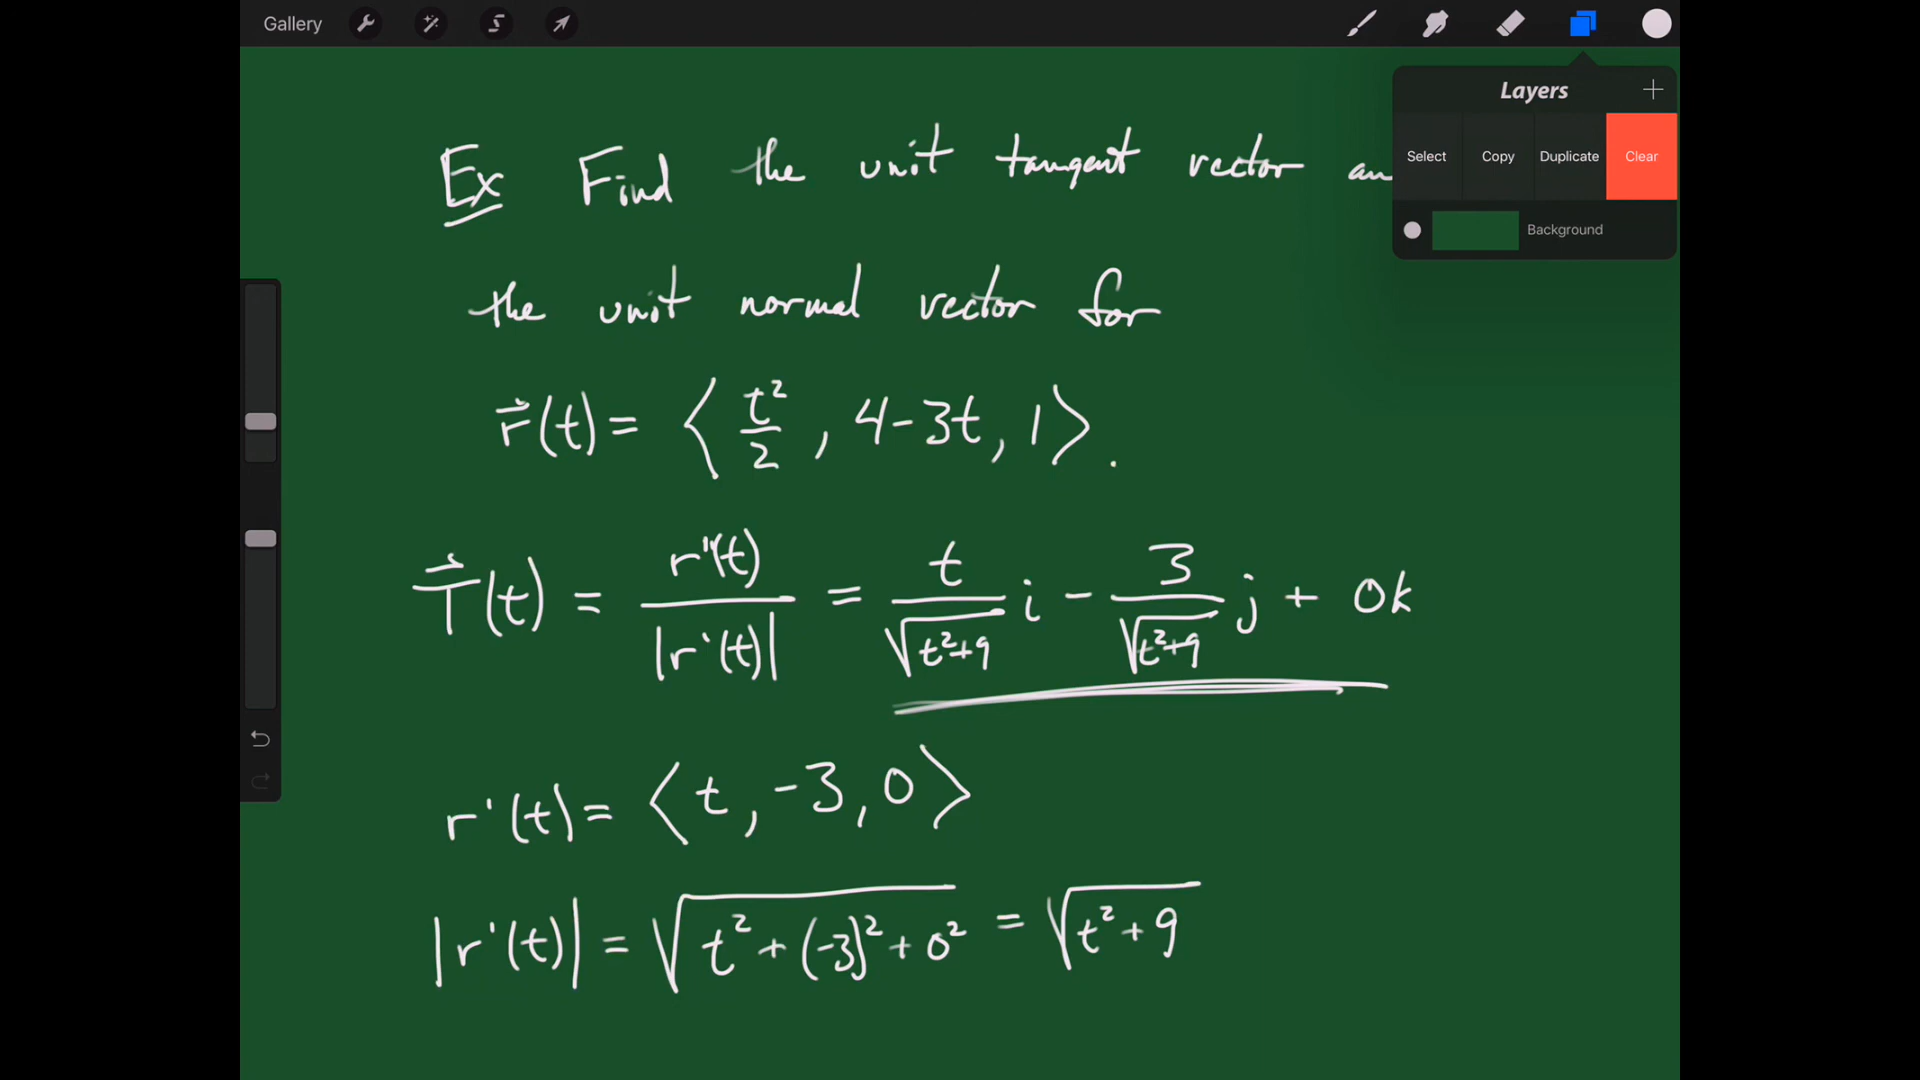 Gallery
Layers
Select Copy Duplicate Clear
Background
Ex Find the unit tangent vector an
the unit normal vector for
r⃗(t) = ⟨t²/2, 4-3t, 1⟩.
T⃗(t) = r'(t)/|r'(t)| = t/√(t²+9) i - 3/√(t²+9) j + 0k
r'(t) = ⟨t, -3, 0⟩
|r'(t)| = √(t² + (-3)² + 0²) = √(t² + 9)